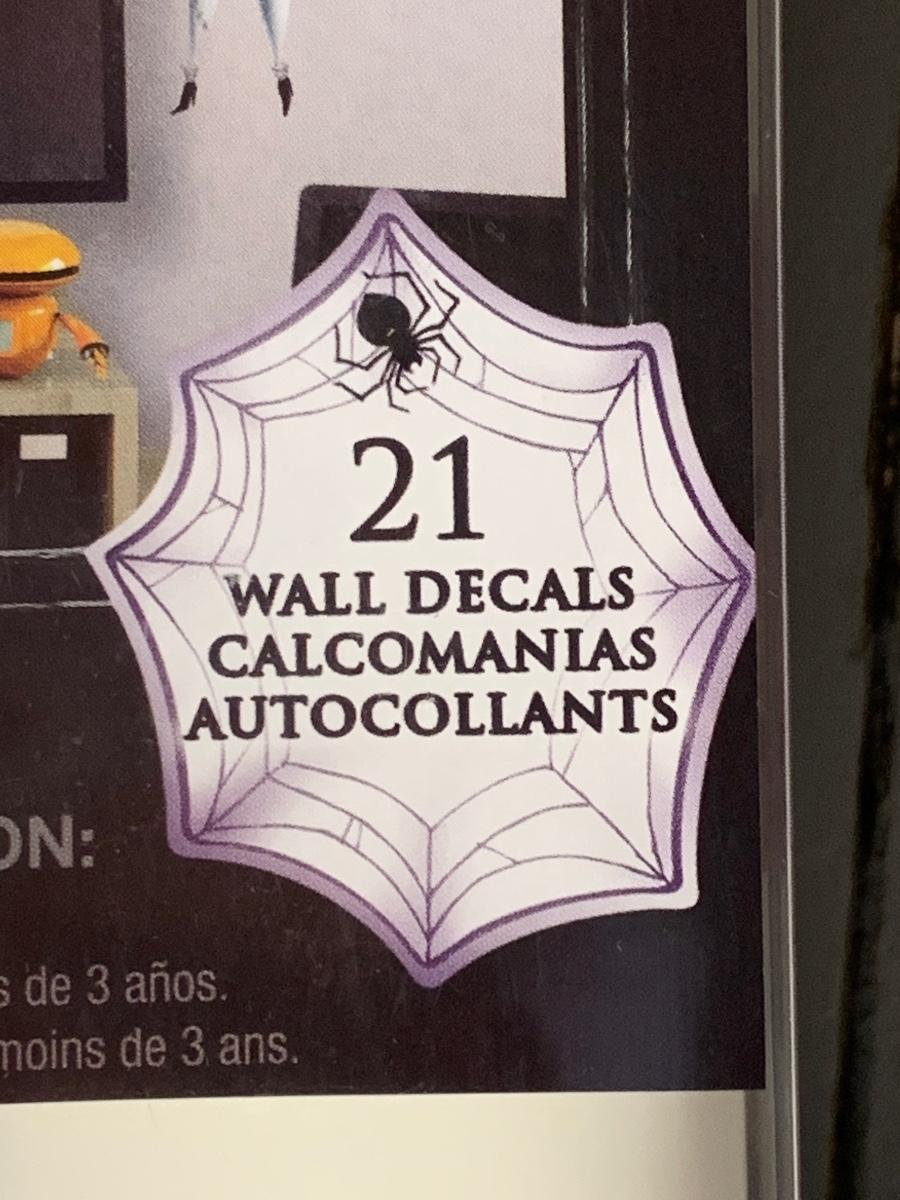 21
WALL DECALS
CALCOMANIAS
AUTOCOLLANTS
ON:
s de 3 años.
moins de 3 ans.